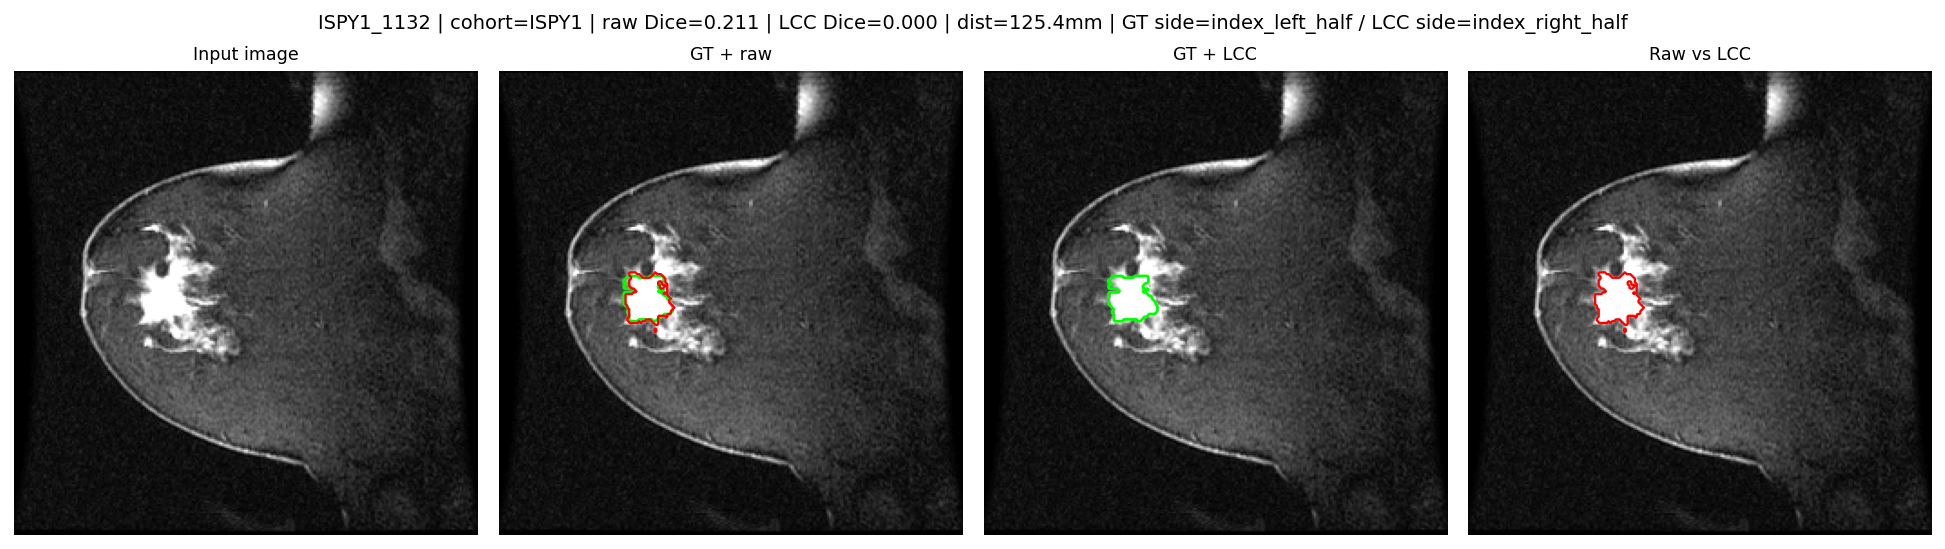 ISPY1_1132 | cohort=ISPY1 | raw Dice=0.211 | LCC Dice=0.000 | dist=125.4mm | GT side=index_left_half / LCC side=index_right_half
Input image
GT + raw
GT + LCC
Raw vs LCC